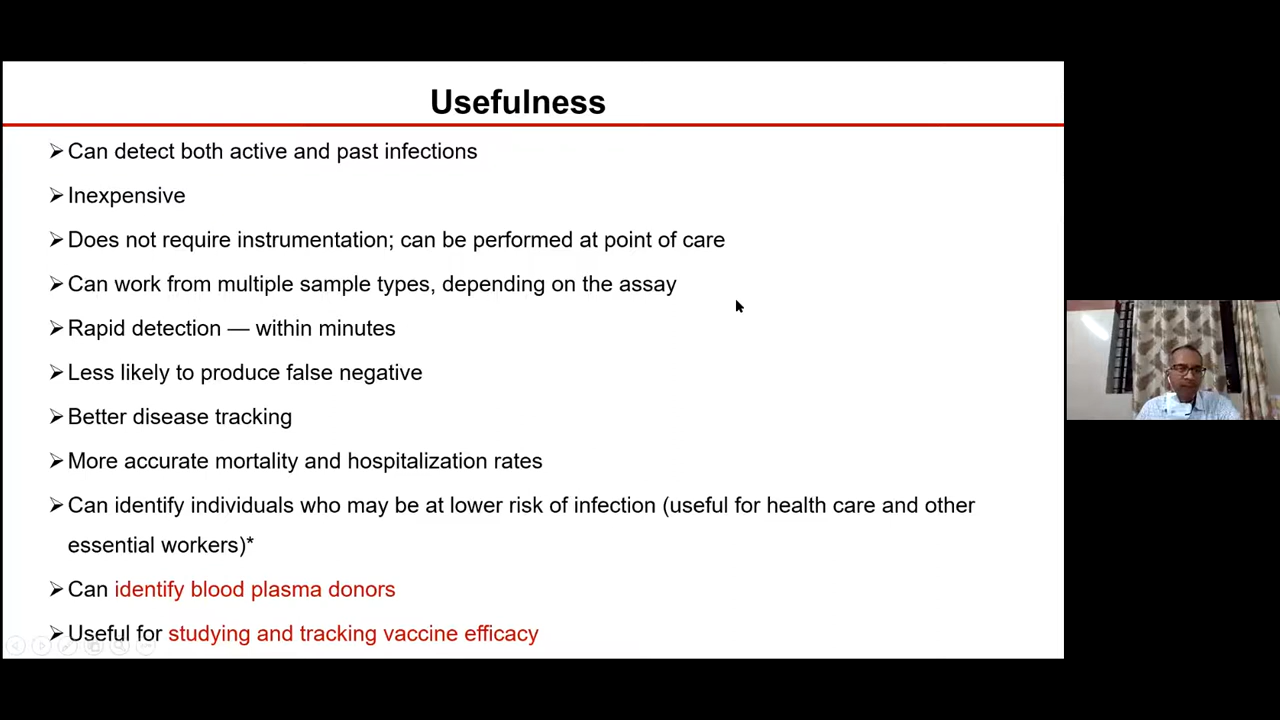 Usefulness
➢Can detect both active and past infections
➢Inexpensive
➢Does not require instrumentation; can be performed at point of care
➢Can work from multiple sample types, depending on the assay
➢Rapid detection — within minutes
➢Less likely to produce false negative
➢Better disease tracking
➢More accurate mortality and hospitalization rates
➢Can identify individuals who may be at lower risk of infection (useful for health care and other
essential workers)*
➢Can identify blood plasma donors
➢Useful for studying and tracking vaccine efficacy